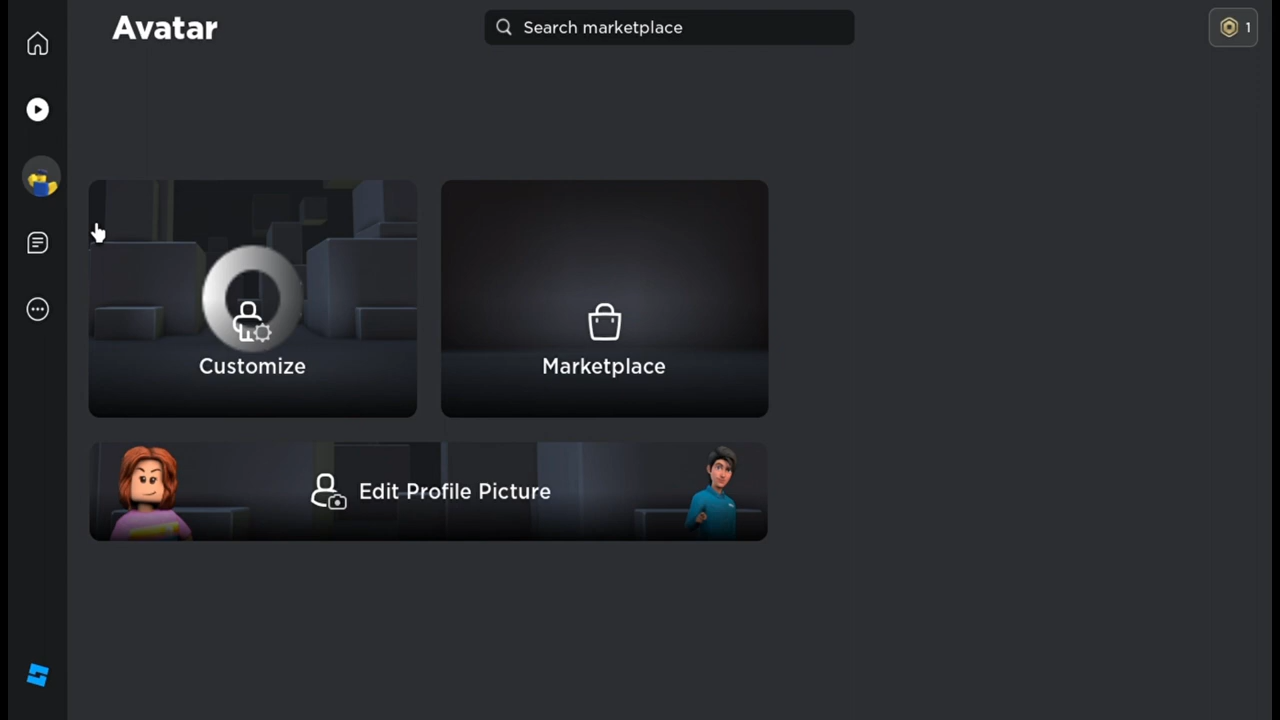 Avatar
Search marketplace
1
Customize
Marketplace
Edit Profile Picture